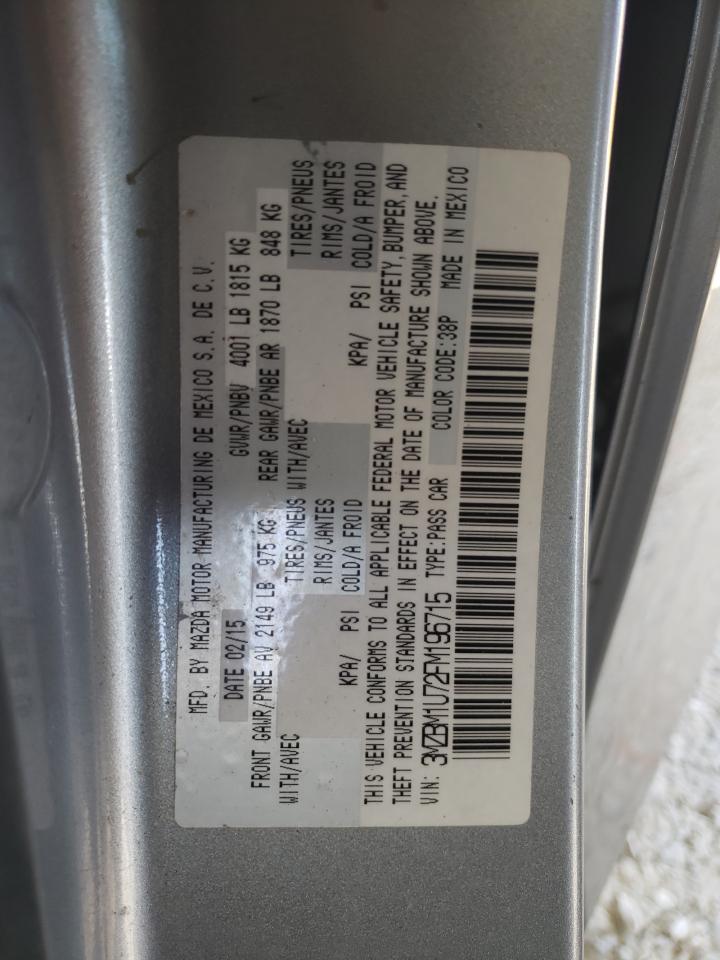 MFD. BY MAZDA MOTOR MANUFACTURING DE MEXICO S.A. DE C.V.
DATE 02/15 GVWR/PNBV 4001 LB 1815 KG
FRONT GAWR/PNBE AV 2149 LB 975 KG REAR GAWR/PNBE AR 1870 LB 848 KG
WITH/AVEC TIRES/PNEUS WITH/AVEC TIRES/PNEUS
RIMS/JANTES RIMS/JANTES
KPA/ PSI COLD/A FROID KPA/ PSI COLD/A FROID
THIS VEHICLE CONFORMS TO ALL APPLICABLE FEDERAL MOTOR VEHICLE SAFETY, BUMPER, AND
THEFT PREVENTION STANDARDS IN EFFECT ON THE DATE OF MANUFACTURE SHOWN ABOVE.
VIN: 3MZBM1U72FM196715 TYPE:PASS CAR COLOR CODE:38P MADE IN MEXICO